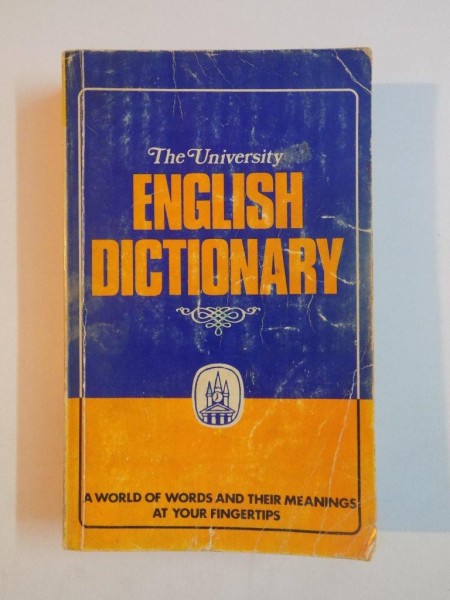 The University
ENGLISH
DICTIONARY
A WORLD OF WORDS AND THEIR MEANINGS
AT YOUR FINGERTIPS